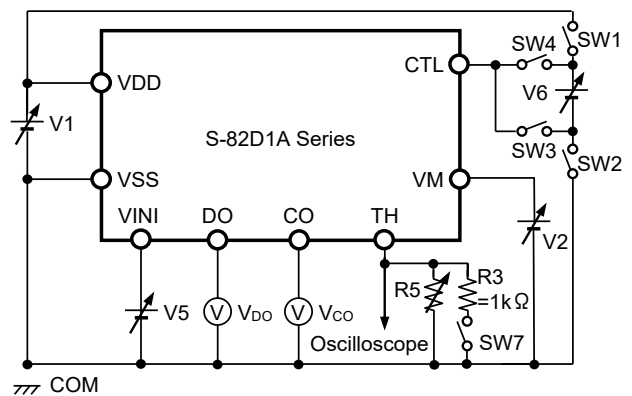 SW1
SW4
CTL
V6
VDD
V1
S-82D1A Series
SW3
SW2
VSS
VM
VINI
DO
CO
TH
V2
V5
VDO
VCO
R5
R3
=1kΩ
Oscilloscope
SW7
COM
V
V